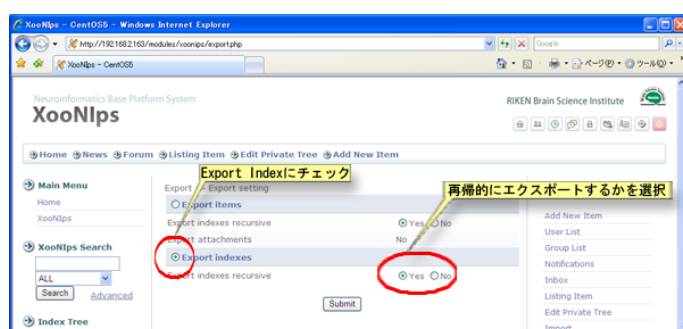 XooNIps - CentOS5 - Windows Internet Explorer
http://192.168.2.163/modules/xoonips/export.php
Google
XooNIps - CentOS5
ページ(P)
ツール(O)
Neuroinformatics Base Platform System
XooNIps
RIKEN Brain Science Institute
Home News Forum Listing Item Edit Private Tree Add New Item
Export Indexにチェック
再帰的にエクスポートするかを選択
Main Menu
Home
XooNIps
XooNIps Search
ALL
Search Advanced
Index Tree
Export Export setting
Export items
Export indexes recursive Yes No
Export attachments No
Export indexes
Export indexes recursive Yes No
Submit
Add New Item
User List
Group List
Notifications
Inbox
Listing Item
Edit Private Tree
Import